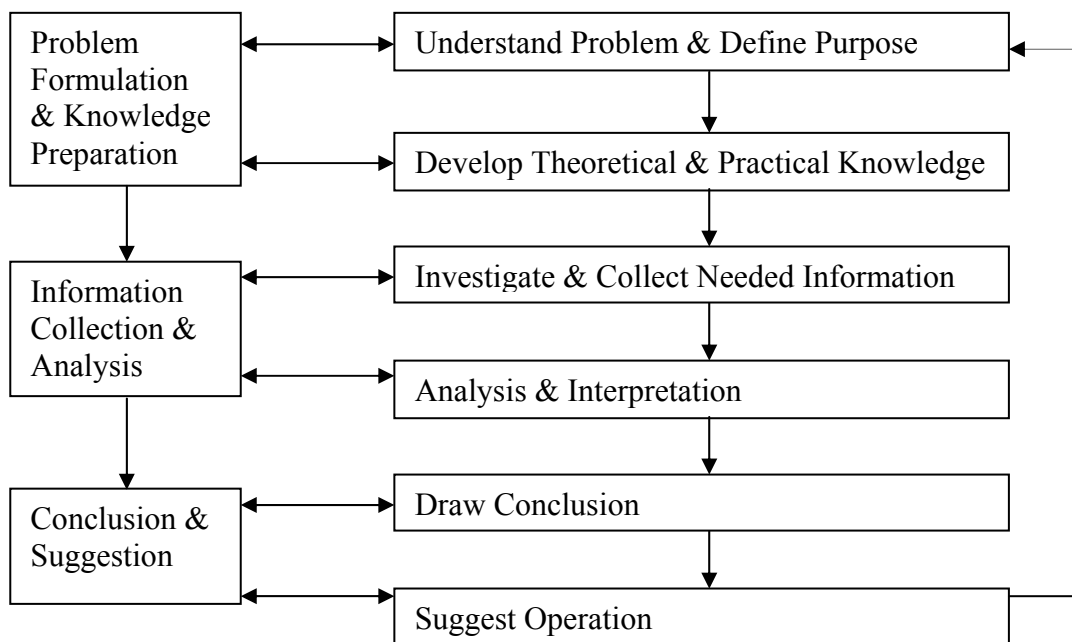 Problem
Formulation
& Knowledge
Preparation
Understand Problem & Define Purpose
Develop Theoretical & Practical Knowledge
Information
Collection &
Analysis
Investigate & Collect Needed Information
Analysis & Interpretation
Conclusion &
Suggestion
Draw Conclusion
Suggest Operation